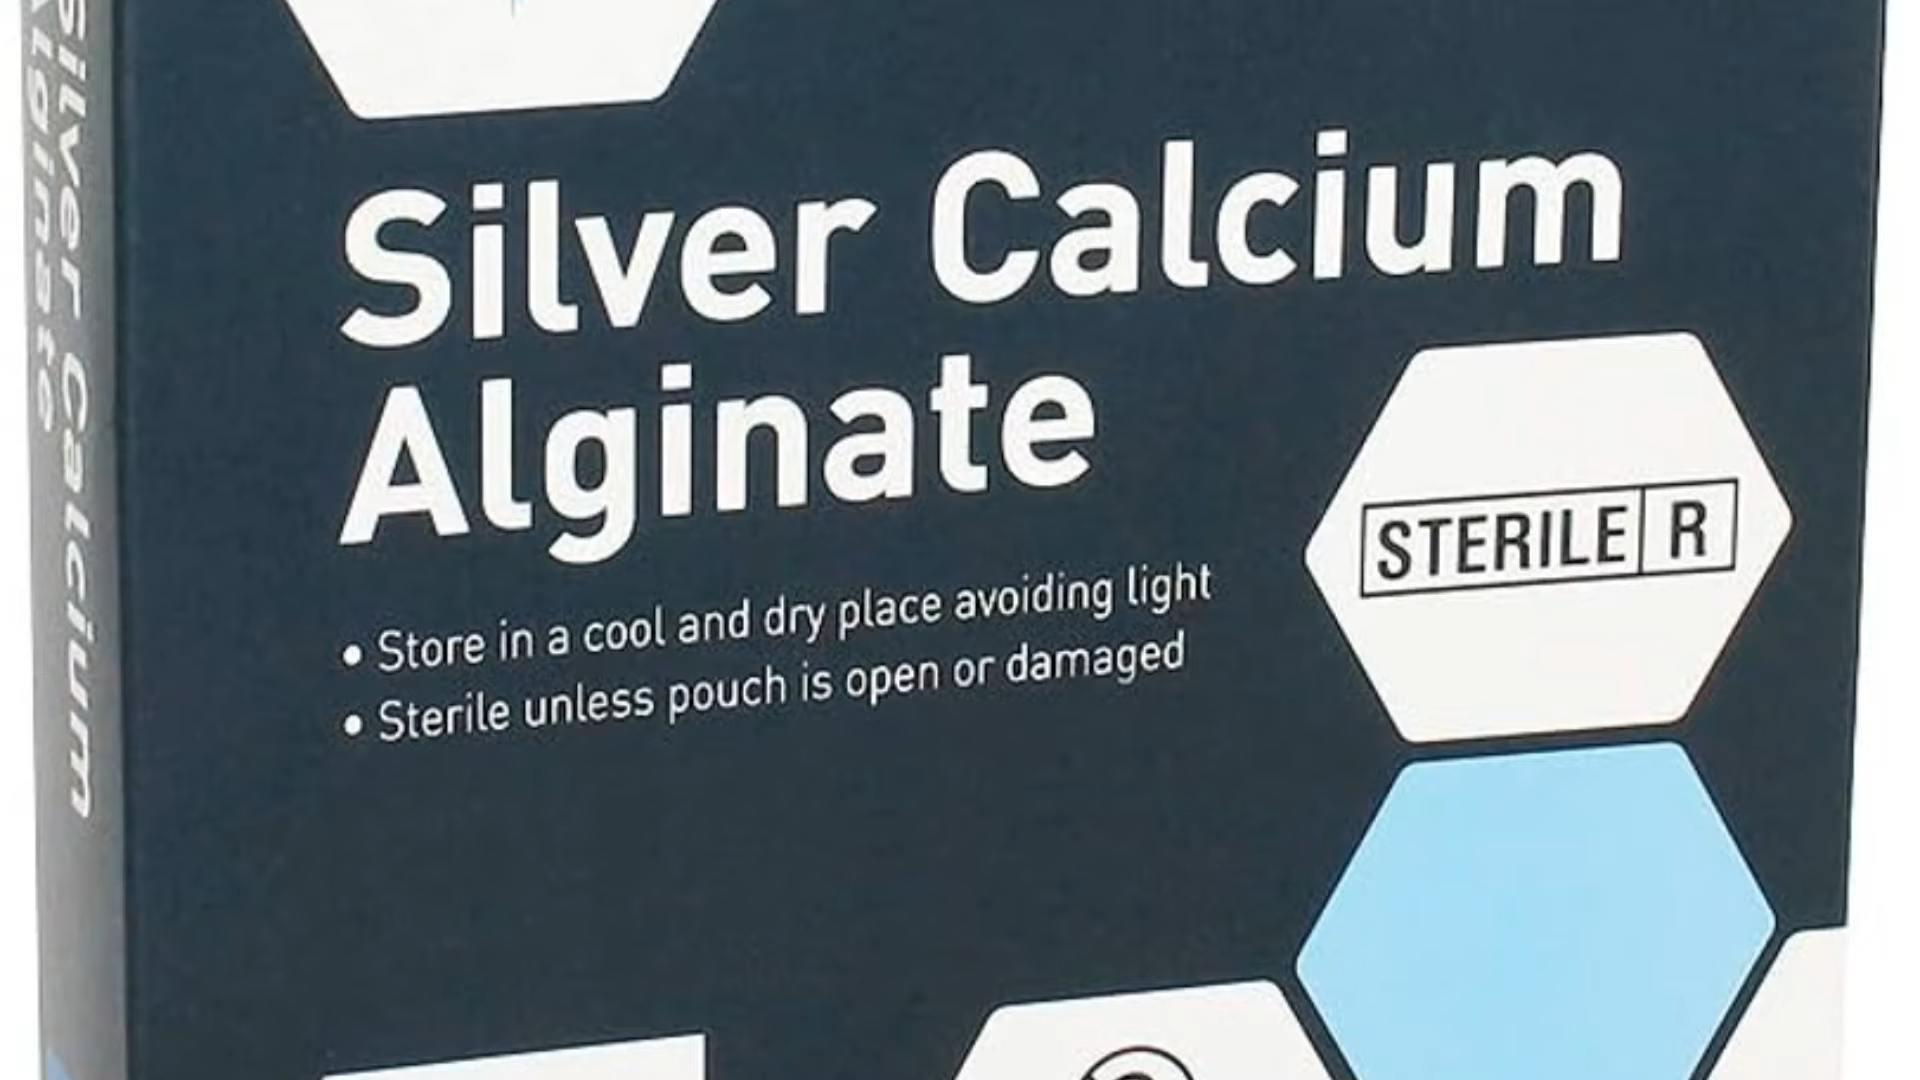 Silver Calcium
Alginate
Silver Calcium
Alginate
STERILE R
• Store in a cool and dry place avoiding light
• Sterile unless pouch is open or damaged